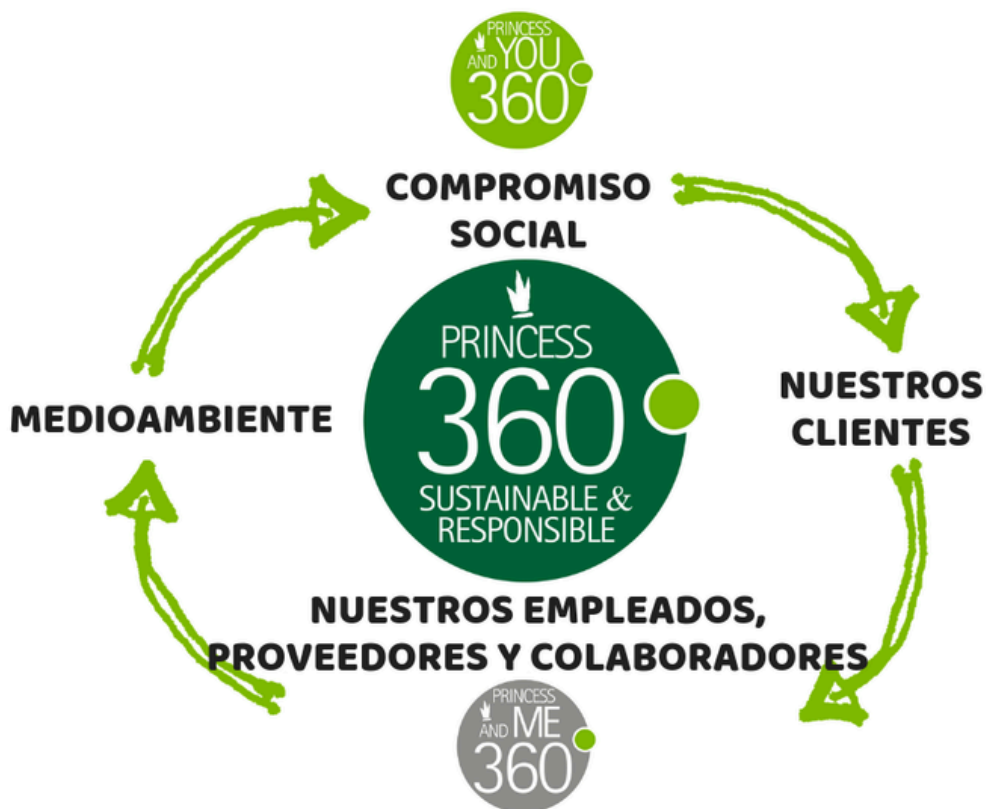 PRINCESS
AND YOU
360
COMPROMISO
SOCIAL
PRINCESS
360
SUSTAINABLE &
RESPONSIBLE
MEDIOAMBIENTE
NUESTROS
CLIENTES
NUESTROS EMPLEADOS,
PROVEEDORES Y COLABORADORES
PRINCESS
AND ME
360